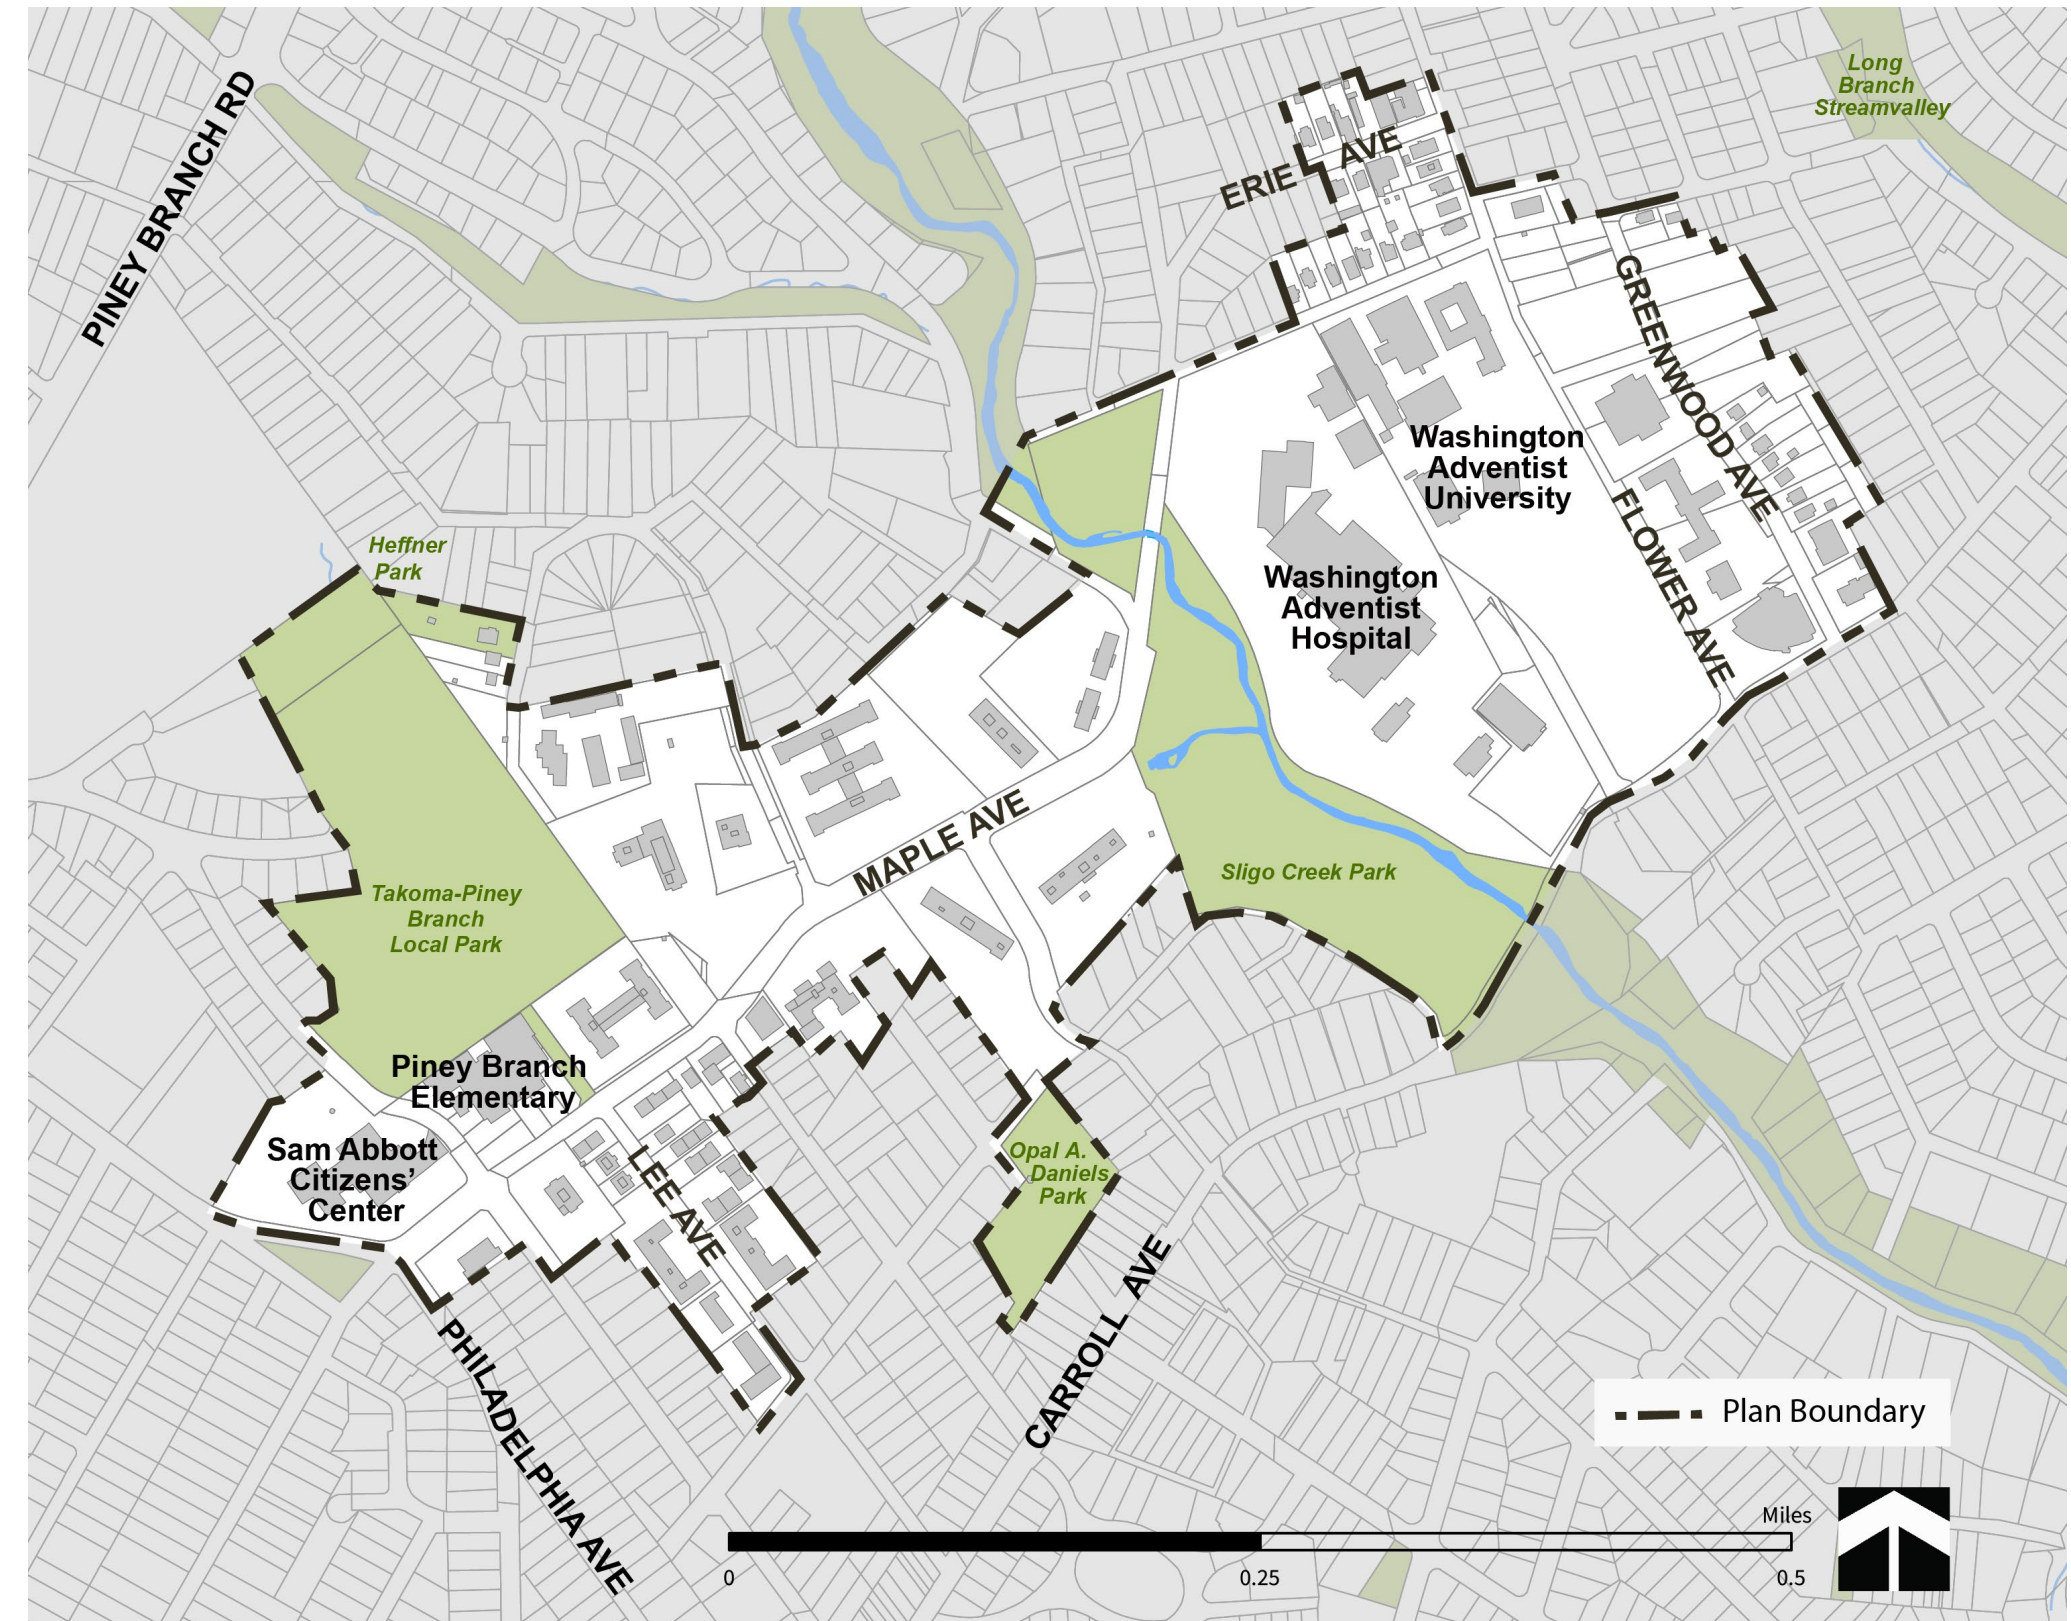 Long
Branch
Streamvalley
PINEY BRANCH RD
ERIE AVE
GREENWOOD AVE
Washington
Adventist
University
FLOWER AVE
Heffner
Park
Washington
Adventist
Hospital
MAPLE AVE
Sligo Creek Park
Takoma-Piney
Branch
Local Park
Piney Branch
Elementary
Sam Abbott
Citizens’
Center
LEE AVE
Opal A.
Daniels
Park
CARROLL AVE
PHILADELPHIA AVE
Plan Boundary
Miles
0
0.25
0.5